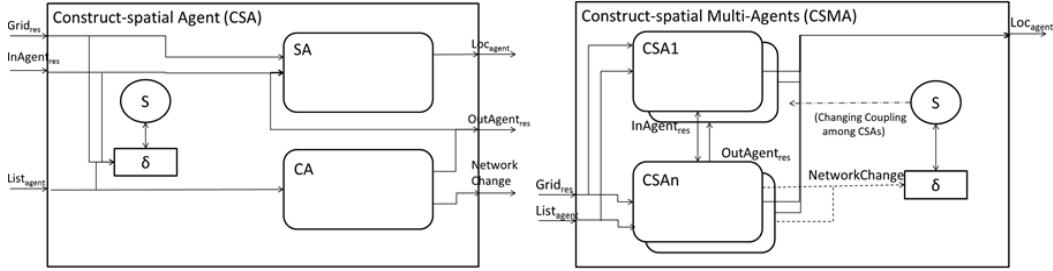 Construct-spatial Agent (CSA)
Grid_res
InAgent_res
List_agent
S
δ
SA
CA
Loc_agent
OutAgent_res
Network
Change
Construct-spatial Multi-Agents (CSMA)
CSA1
InAgent_res
OutAgent_res
CSAn
Grid_res
List_agent
(Changing Coupling
among CSAs)
S
NetworkChange
δ
Loc_agent